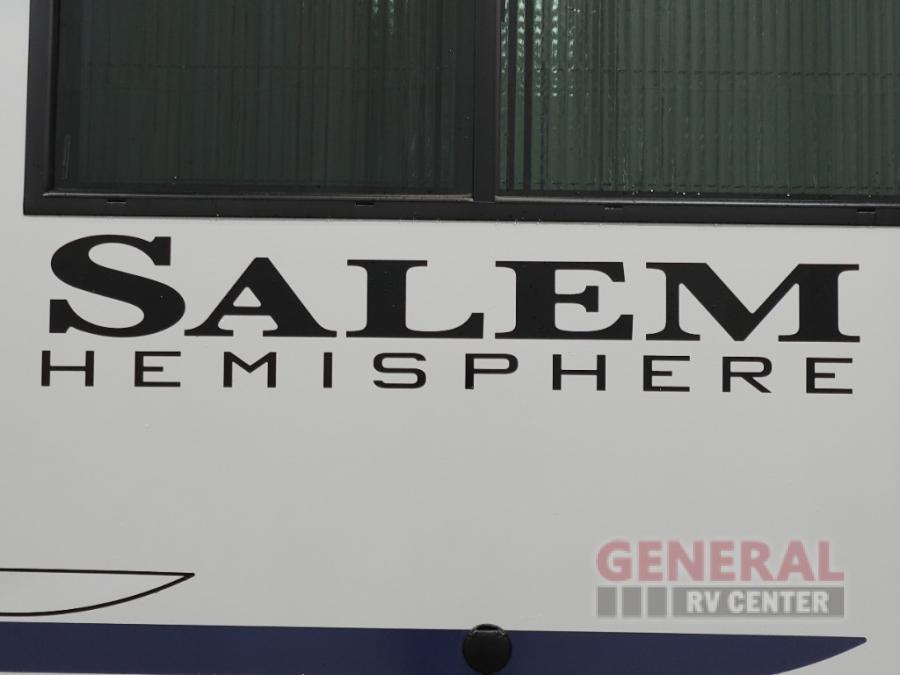 SALEM
HEMISPHERE
GENERAL
RV CENTER